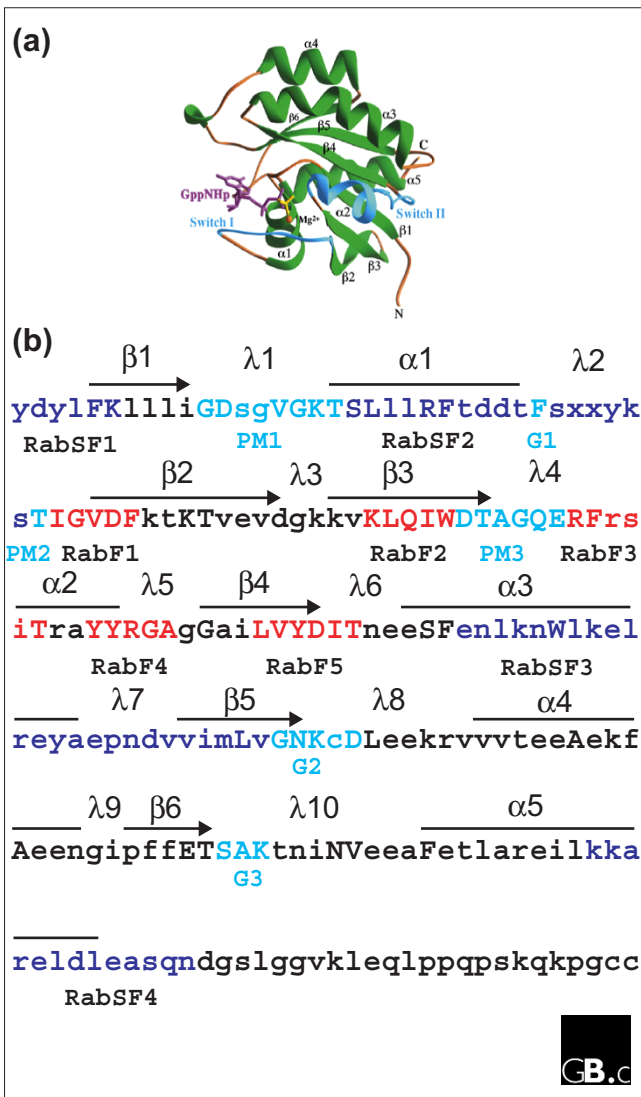 (a)
α4
β6
β5
α3
β4
C
α5
GppNHp
α2
Switch II
Mg²⁺
Switch I
β1
α1
β3
β2
N
(b)
β1 λ1 α1 λ2
ydylFKllliGDsgVGKTSLllRFtddtFsxxyk
RabSF1 PM1 RabSF2 G1
β2 λ3 β3 λ4
sTIGVDFktKTvevdgkkvKLQIWDTAGQERFrs
PM2 RabF1 RabF2 PM3 RabF3
α2 λ5 β4 λ6 α3
iTraYYRGAgGaiLVYDITneeSFenlknWlkel
RabF4 RabF5 RabSF3
λ7 β5 λ8 α4
reyaepndvvimLvGNKcDLeekrvvvteeAekf
G2
λ9 β6 λ10 α5
AeengipffETSAKtniNVeeaFetlareilkka
G3
reldleasqndgslggvkleqlppqpskqkpgcc
RabSF4
GB.c